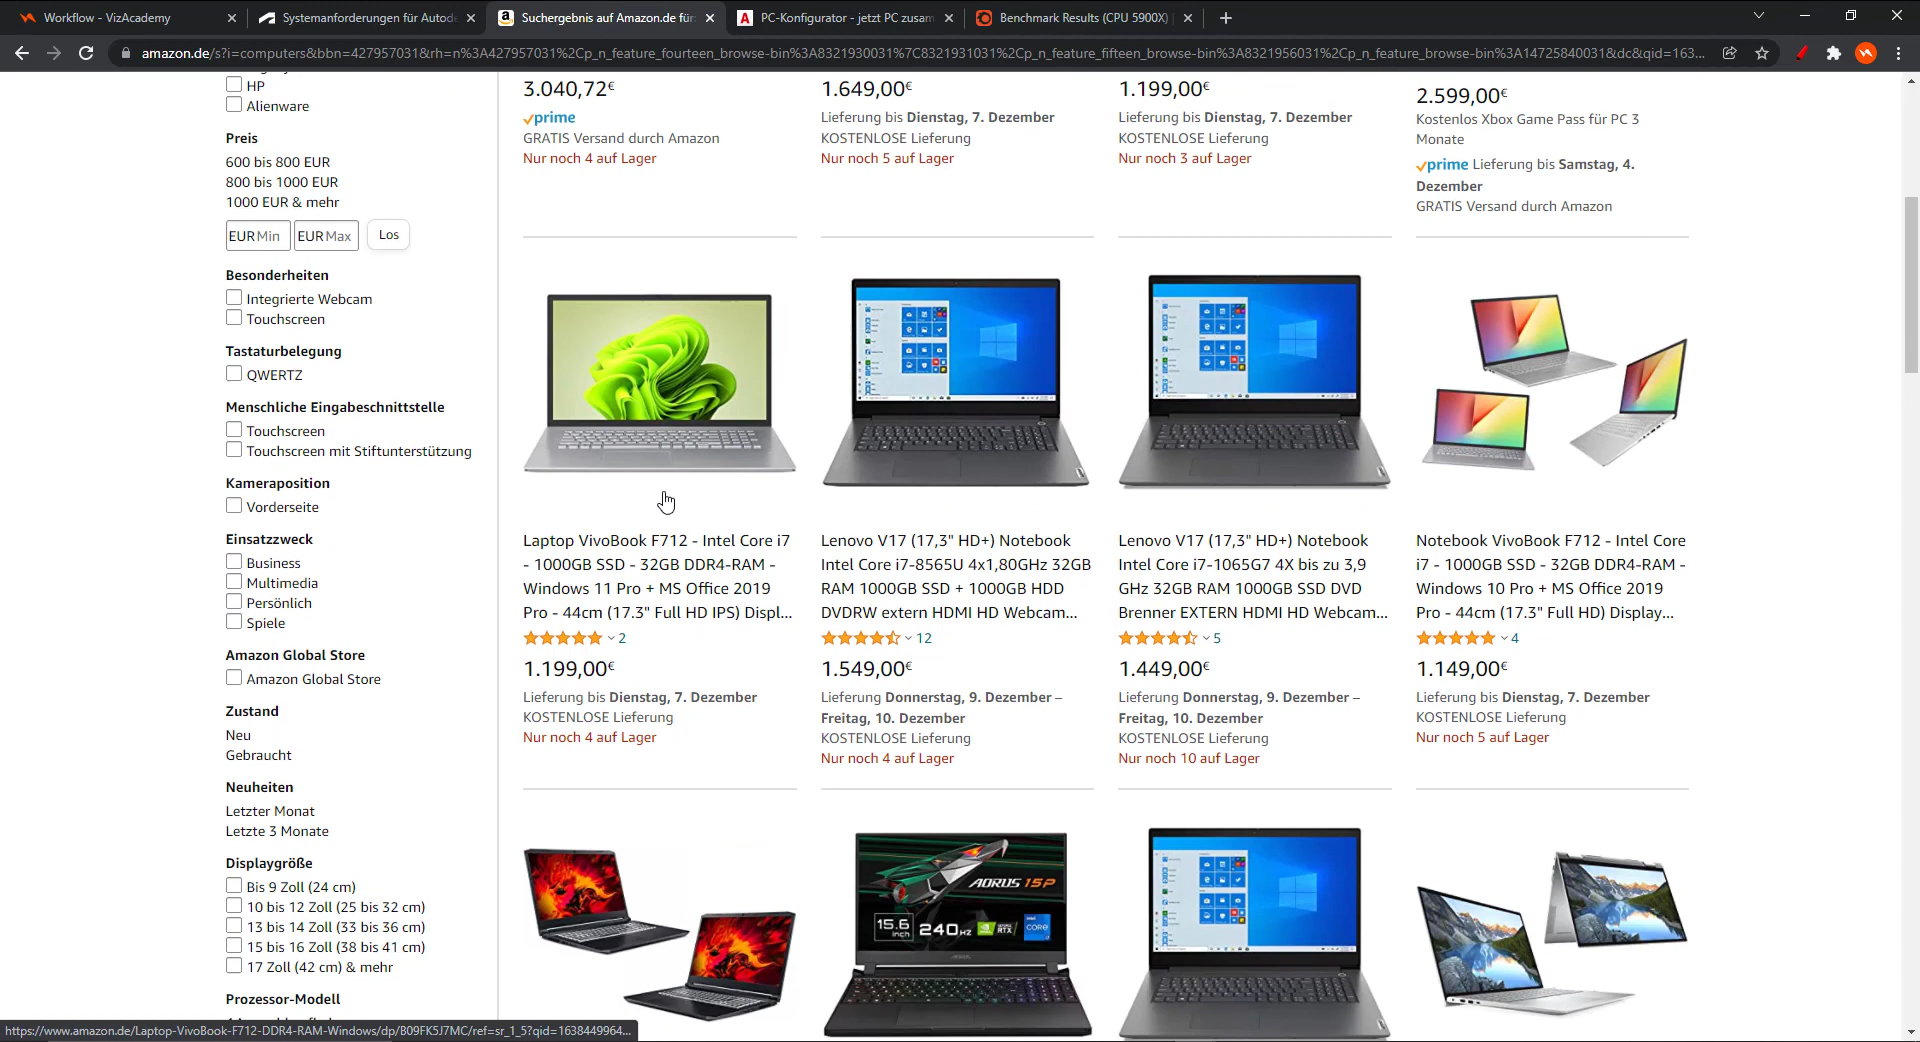 Workflow - VizAcademy
Systemanforderungen für Autode
Suchergebnis auf Amazon.de für:
PC-Konfigurator - jetzt PC zusam
Benchmark Results (CPU 5900X) |
amazon.de/s?i=computers&bbn=427957031&rh=n%3A427957031%2Cp_n_feature_fourteen_browse-bin%3A8321930031%7C8321931031%2Cp_n_feature_fifteen_browse-bin%3A8321956031%2Cp_n_feature_browse-bin%3A14725840031&dc&qid=163...
HP
Alienware
Preis
600 bis 800 EUR
800 bis 1000 EUR
1000 EUR & mehr
EUR Min EUR Max Los
Besonderheiten
Integrierte Webcam
Touchscreen
Tastaturbelegung
QWERTZ
Menschliche Eingabeschnittstelle
Touchscreen
Touchscreen mit Stiftunterstützung
Kameraposition
Vorderseite
Einsatzzweck
Business
Multimedia
Persönlich
Spiele
Amazon Global Store
Amazon Global Store
Zustand
Neu
Gebraucht
Neuheiten
Letzter Monat
Letzte 3 Monate
Displaygröße
Bis 9 Zoll (24 cm)
10 bis 12 Zoll (25 bis 32 cm)
13 bis 14 Zoll (33 bis 36 cm)
15 bis 16 Zoll (38 bis 41 cm)
17 Zoll (42 cm) & mehr
Prozessor-Modell
3.040,72€
prime
GRATIS Versand durch Amazon
Nur noch 4 auf Lager
1.649,00€
Lieferung bis Dienstag, 7. Dezember
KOSTENLOSE Lieferung
Nur noch 5 auf Lager
1.199,00€
Lieferung bis Dienstag, 7. Dezember
KOSTENLOSE Lieferung
Nur noch 3 auf Lager
2.599,00€
Kostenlos Xbox Game Pass für PC 3
Monate
prime Lieferung bis Samstag, 4.
Dezember
GRATIS Versand durch Amazon
Laptop VivoBook F712 - Intel Core i7
- 1000GB SSD - 32GB DDR4-RAM -
Windows 11 Pro + MS Office 2019
Pro - 44cm (17.3" Full HD IPS) Displ...
2
1.199,00€
Lieferung bis Dienstag, 7. Dezember
KOSTENLOSE Lieferung
Nur noch 4 auf Lager
Lenovo V17 (17,3" HD+) Notebook
Intel Core i7-8565U 4x1,80GHz 32GB
RAM 1000GB SSD + 1000GB HDD
DVDRW extern HDMI HD Webcam...
12
1.549,00€
Lieferung Donnerstag, 9. Dezember –
Freitag, 10. Dezember
KOSTENLOSE Lieferung
Nur noch 4 auf Lager
Lenovo V17 (17,3" HD+) Notebook
Intel Core i7-1065G7 4X bis zu 3,9
GHz 32GB RAM 1000GB SSD DVD
Brenner EXTERN HDMI HD Webcam...
5
1.449,00€
Lieferung Donnerstag, 9. Dezember –
Freitag, 10. Dezember
KOSTENLOSE Lieferung
Nur noch 10 auf Lager
Notebook VivoBook F712 - Intel Core
i7 - 1000GB SSD - 32GB DDR4-RAM -
Windows 10 Pro + MS Office 2019
Pro - 44cm (17.3" Full HD) Display...
4
1.149,00€
Lieferung bis Dienstag, 7. Dezember
KOSTENLOSE Lieferung
Nur noch 5 auf Lager
AORUS 15P
15.6
inch
240Hz
RTX
intel
CORE
https://www.amazon.de/Laptop-VivoBook-F712-DDR4-RAM-Windows/dp/B09FK5J7MC/ref=sr_1_5?qid=1638449964...